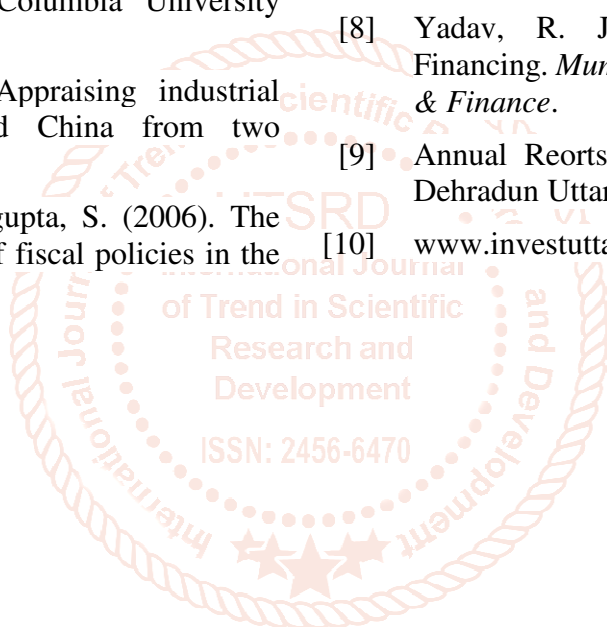 Columbia University
Appraising industrial
d China from two
gupta, S. (2006). The
f fiscal policies in the
[8] Yadav, R. J
Financing. Mun
& Finance.
[9] Annual Reorts
Dehradun Uttar
[10] www.investutta
IJTSRD
International Journal
of Trend in Scientific
Research and
Development
ISSN: 2456-6470